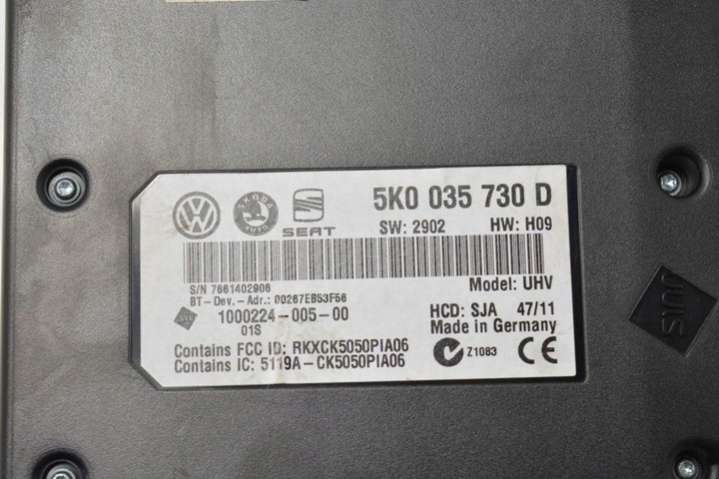 5K0 035 730 D
SKODA
AUTO
SEAT
SW: 2902 HW: H09
S/N 7661402906
BT-Dev.-Adr.: 00267EB53F56
Model: UHV
1000224-005-00
01S
HCD: SJA 47/11
Made in Germany
Contains FCC ID: RKXCK5050PIA06
Contains IC: 5119A-CK5050PIA06
Z1083
CE